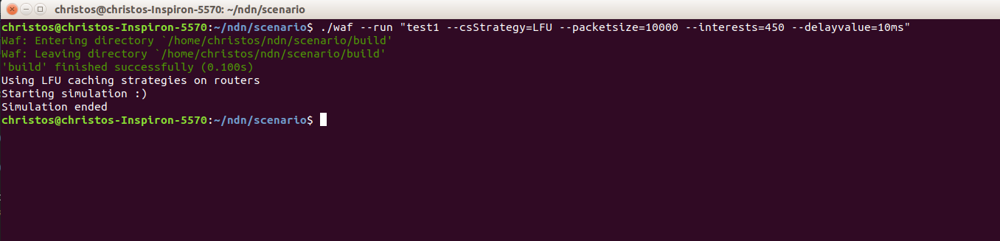 christos@christos-Inspiron-5570: ~/ndn/scenario
christos@christos-Inspiron-5570:~/ndn/scenario$ ./waf --run "test1 --csStrategy=LFU --packetsize=10000 --interests=450 --delayvalue=10ms"
Waf: Entering directory `/home/christos/ndn/scenario/build'
Waf: Leaving directory `/home/christos/ndn/scenario/build'
'build' finished successfully (0.100s)
Using LFU caching strategies on routers
Starting simulation :)
Simulation ended
christos@christos-Inspiron-5570:~/ndn/scenario$